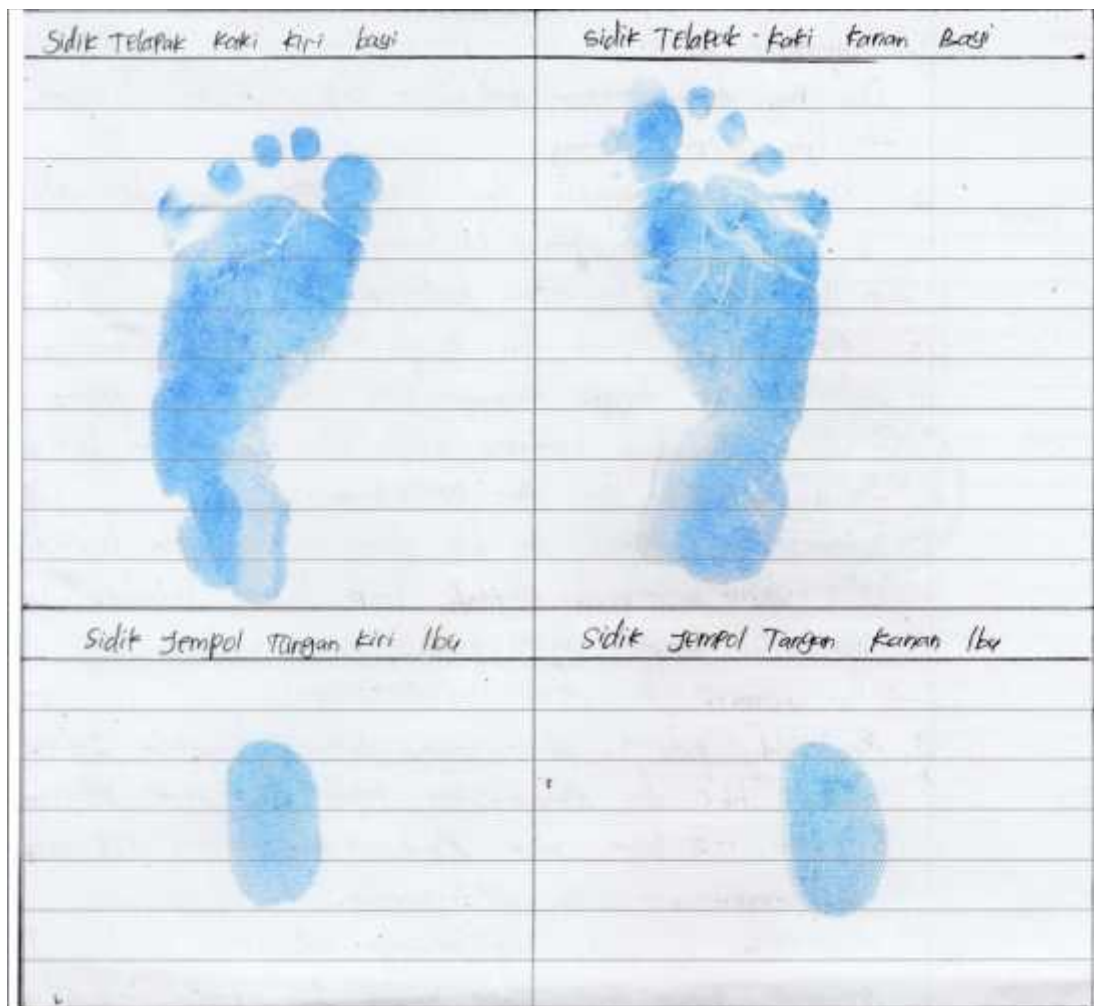 Sidik Telapak kaki kiri bayi
Sidik Telapak - kaki kanan Bayi
Sidik Jempol Tangan kiri Ibu
Sidik Jempol Tangan kanan Ibu